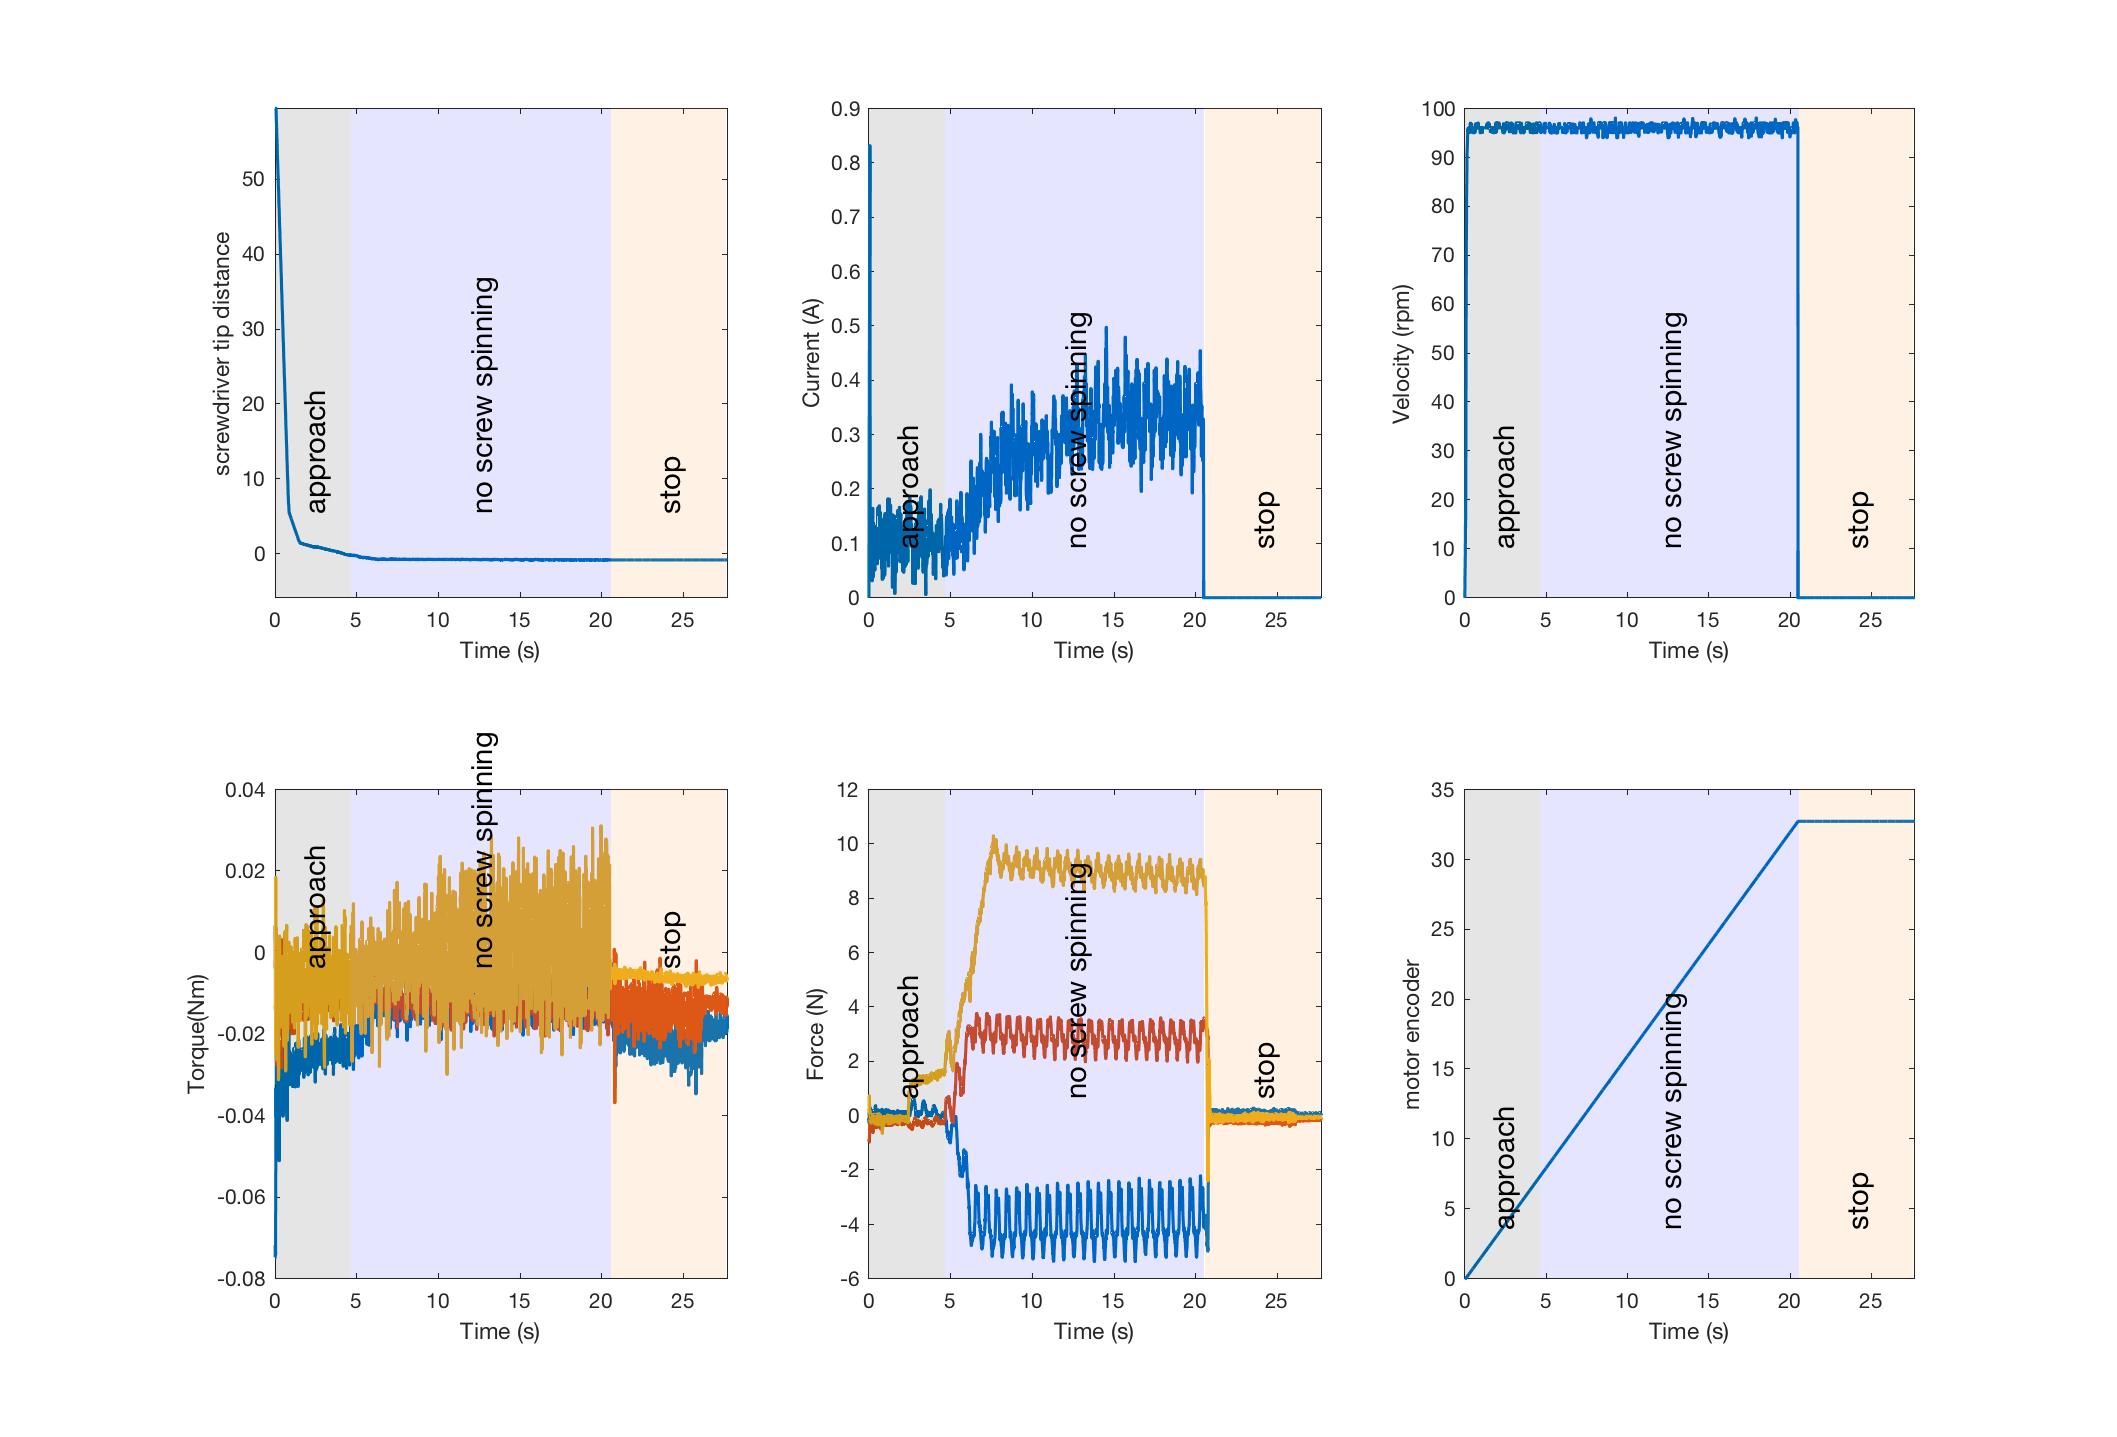 screwdriver tip distance
50
40
30
20
10
0
approach
no screw spinning
stop
0 5 10 15 20 25
Time (s)
Current (A)
0.9
0.8
0.7
0.6
0.5
0.4
0.3
0.2
0.1
0
approach
no screw spinning
stop
0 5 10 15 20 25
Time (s)
Velocity (rpm)
100
90
80
70
60
50
40
30
20
10
0
approach
no screw spinning
stop
0 5 10 15 20 25
Time (s)
Torque(Nm)
0.04
0.02
0
-0.02
-0.04
-0.06
-0.08
approach
no screw spinning
stop
0 5 10 15 20 25
Time (s)
Force (N)
12
10
8
6
4
2
0
-2
-4
-6
approach
no screw spinning
stop
0 5 10 15 20 25
Time (s)
motor encoder
35
30
25
20
15
10
5
0
approach
no screw spinning
stop
0 5 10 15 20 25
Time (s)